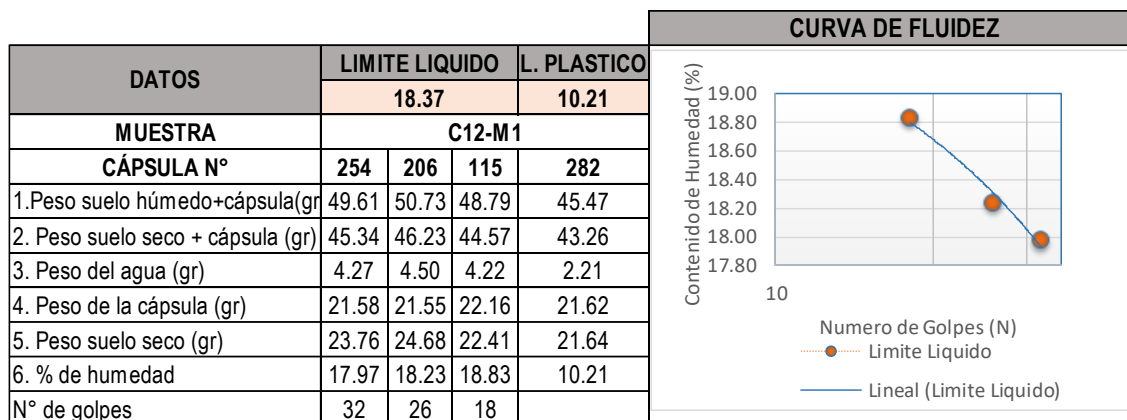 CURVA DE FLUIDEZ
DATOS LIMITE LIQUIDO L. PLASTICO
18.37 10.21
MUESTRA C12-M1
CÁPSULA N° 254 206 115 282
1.Peso suelo húmedo+cápsula(gr 49.61 50.73 48.79 45.47
2. Peso suelo seco + cápsula (gr) 45.34 46.23 44.57 43.26
3. Peso del agua (gr) 4.27 4.50 4.22 2.21
4. Peso de la cápsula (gr) 21.58 21.55 22.16 21.62
5. Peso suelo seco (gr) 23.76 24.68 22.41 21.64
6. % de humedad 17.97 18.23 18.83 10.21
N° de golpes 32 26 18
Contenido de Humedad (%)
19.00
18.80
18.60
18.40
18.20
18.00
17.80
10
Numero de Golpes (N)
Limite Liquido
Lineal (Limite Liquido)